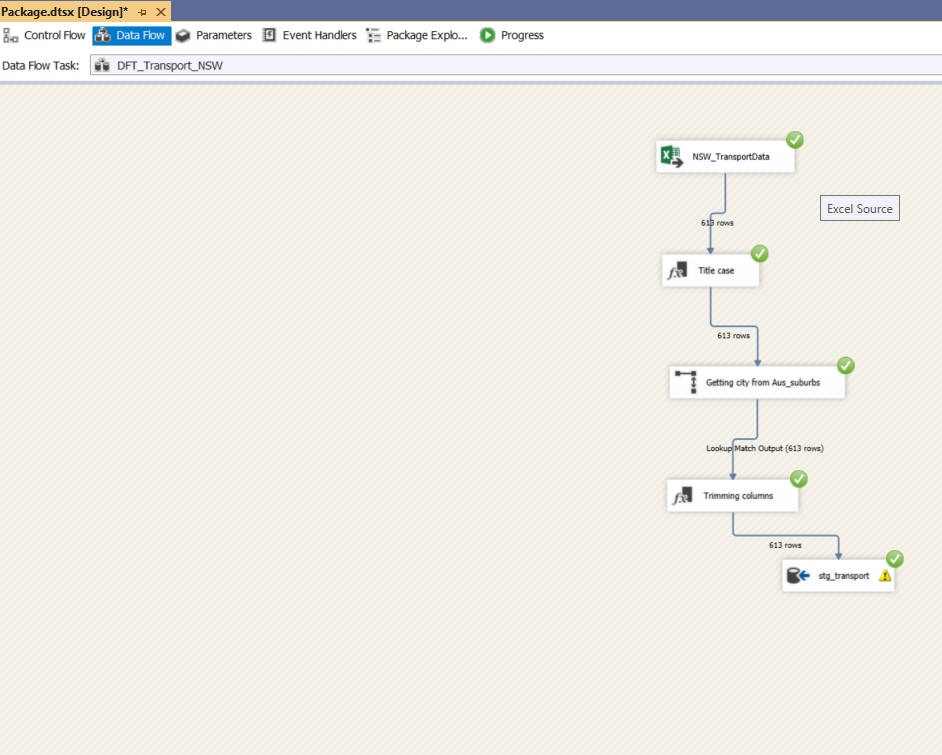 Package.dtsx [Design]*
Control Flow Data Flow Parameters Event Handlers Package Explo... Progress
Data Flow Task: DFT_Transport_NSW
NSW_TransportData
Excel Source
613 rows
Title case
613 rows
Getting city from Aus_suburbs
Lookup Match Output (613 rows)
Trimming columns
613 rows
stg_transport